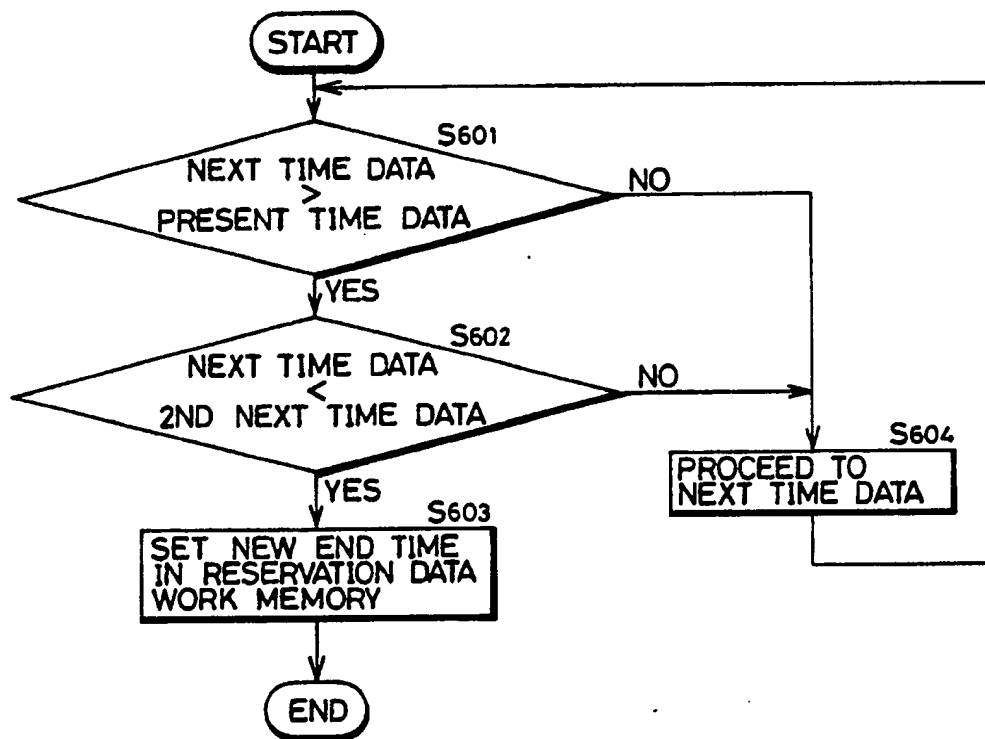 START
S601
NEXT TIME DATA
>
PRESENT TIME DATA
NO
YES
S602
NEXT TIME DATA
<
2ND NEXT TIME DATA
NO
YES
S604
PROCEED TO
NEXT TIME DATA
S603
SET NEW END TIME
IN RESERVATION DATA
WORK MEMORY
END